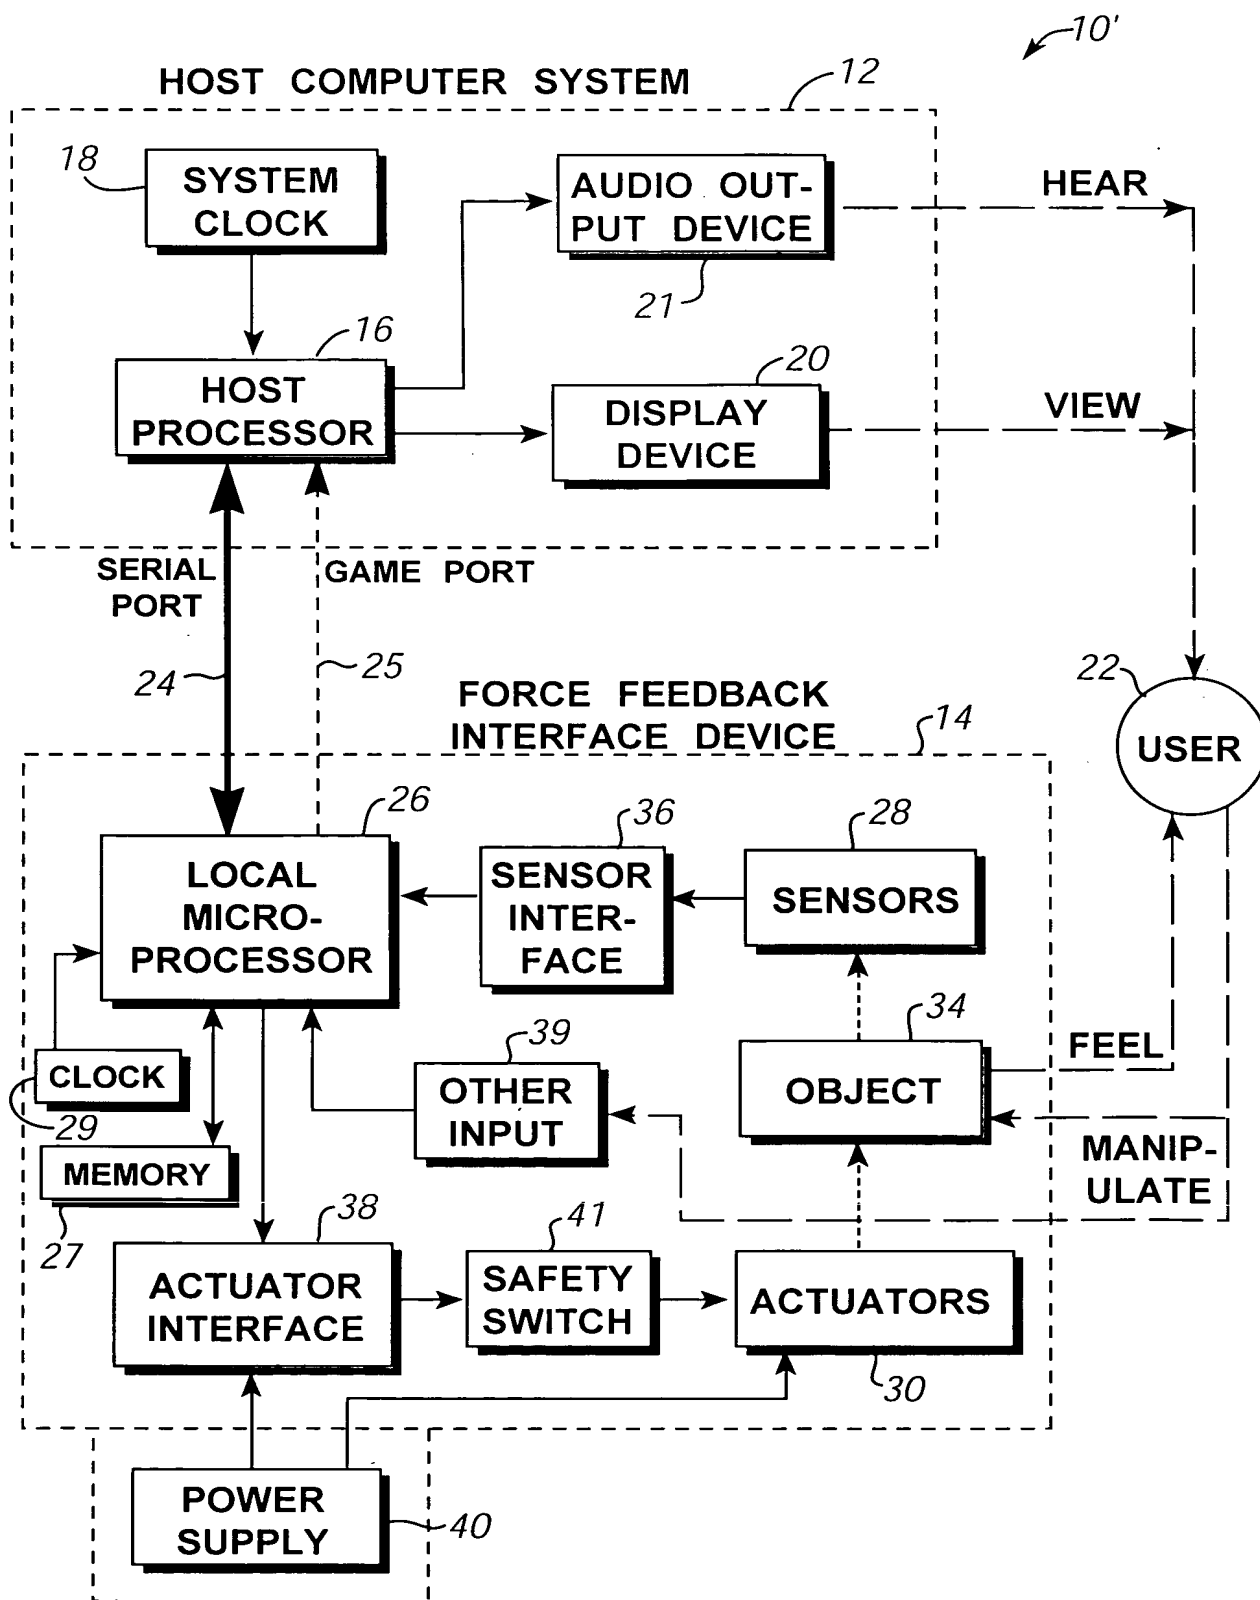 10'
HOST COMPUTER SYSTEM
12
18
SYSTEM
CLOCK
AUDIO OUT-
PUT DEVICE
21
HEAR
16
HOST
PROCESSOR
20
DISPLAY
DEVICE
VIEW
SERIAL
PORT
GAME PORT
24
25
FORCE FEEDBACK
INTERFACE DEVICE
14
22
USER
26
LOCAL
MICRO-
PROCESSOR
36
SENSOR
INTER-
FACE
28
SENSORS
CLOCK
29
MEMORY
27
39
OTHER
INPUT
34
OBJECT
FEEL
MANIP-
ULATE
38
ACTUATOR
INTERFACE
41
SAFETY
SWITCH
ACTUATORS
30
POWER
SUPPLY
40